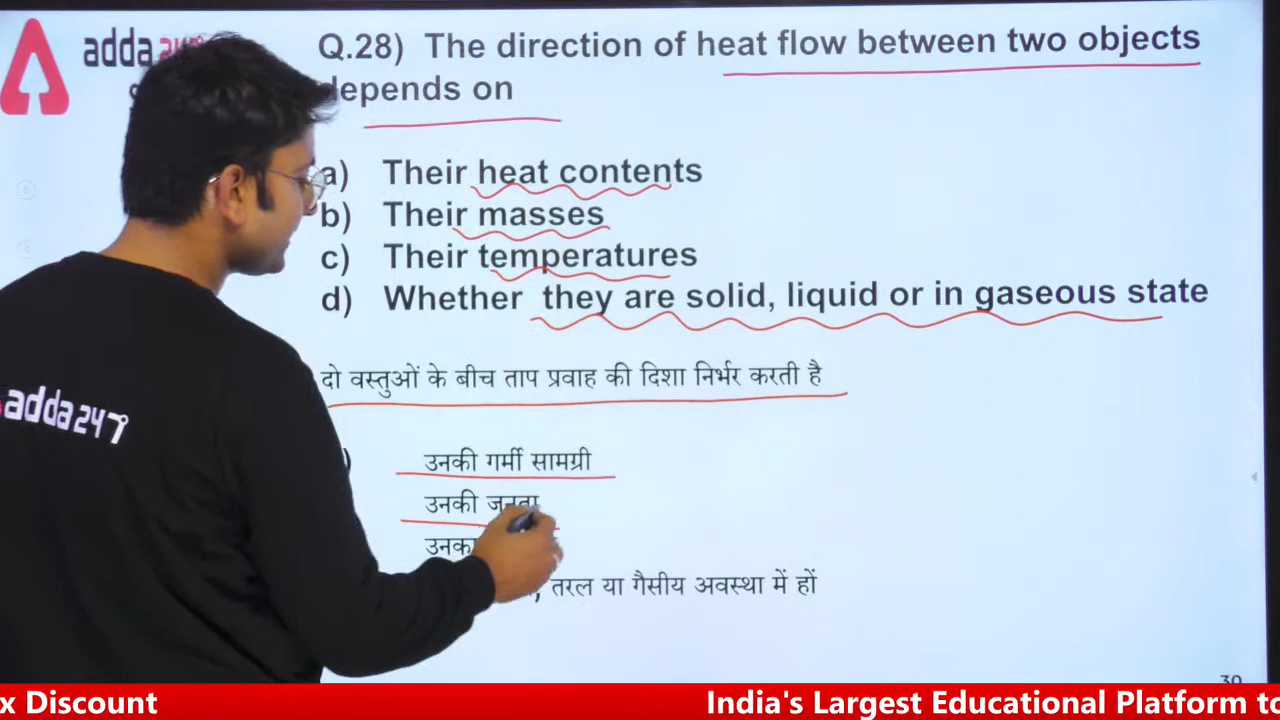 adda
Q.28) The direction of heat flow between two objects
depends on
a) Their heat contents
b) Their masses
c) Their temperatures
d) Whether they are solid, liquid or in gaseous state
दो वस्तुओं के बीच ताप प्रवाह की दिशा निर्भर करती है
उनकी गर्मी सामग्री
उनकी जनता
तरल या गैसीय अवस्था में हों
adda247
30
x Discount
India's Largest Educational Platform to